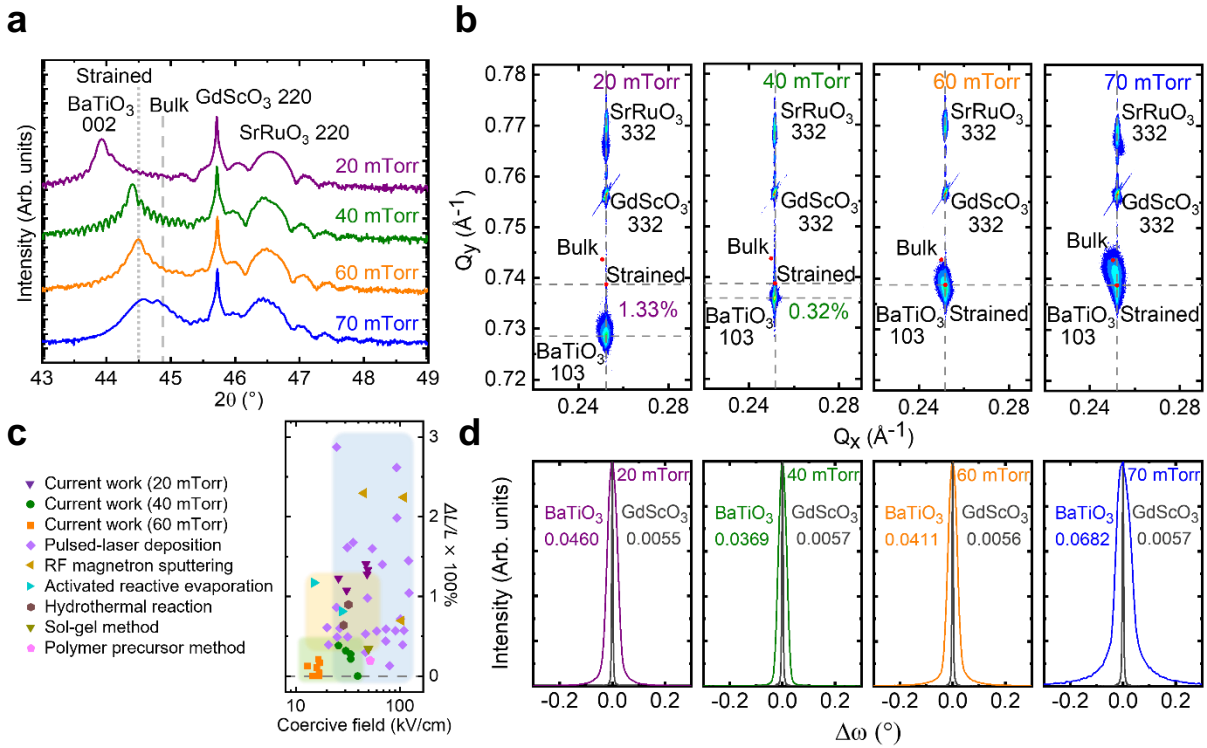 a
Strained
BaTiO3
002
Bulk
GdScO3 220
SrRuO3 220
20 mTorr
40 mTorr
60 mTorr
70 mTorr
Intensity (Arb. units)
43 44 45 46 47 48 49
2θ (°)
b
Qy (Å-1)
0.78
0.77
0.76
0.75
0.74
0.73
0.72
20 mTorr
SrRuO3
332
GdScO3
332
Bulk
Strained
1.33%
BaTiO3
103
0.24 0.28
40 mTorr
SrRuO3
332
GdScO3
332
Bulk
Strained
BaTiO3
103
0.32%
0.24 0.28
60 mTorr
SrRuO3
332
GdScO3
332
Bulk
BaTiO3
103
Strained
0.24 0.28
70 mTorr
SrRuO3
332
GdScO3
332
Bulk
BaTiO3
103
Strained
0.24 0.28
Qx (Å-1)
c
Current work (20 mTorr)
Current work (40 mTorr)
Current work (60 mTorr)
Pulsed-laser deposition
RF magnetron sputtering
Activated reactive evaporation
Hydrothermal reaction
Sol-gel method
Polymer precursor method
3
2
1
0
ΔL/L × 100%
10 100
Coercive field (kV/cm)
d
Intensity (Arb. units)
20 mTorr
BaTiO3 GdScO3
0.0460 0.0055
-0.2 0.0 0.2
40 mTorr
BaTiO3 GdScO3
0.0369 0.0057
-0.2 0.0 0.2
60 mTorr
BaTiO3 GdScO3
0.0411 0.0056
-0.2 0.0 0.2
70 mTorr
BaTiO3 GdScO3
0.0682 0.0057
-0.2 0.0 0.2
Δω (°)